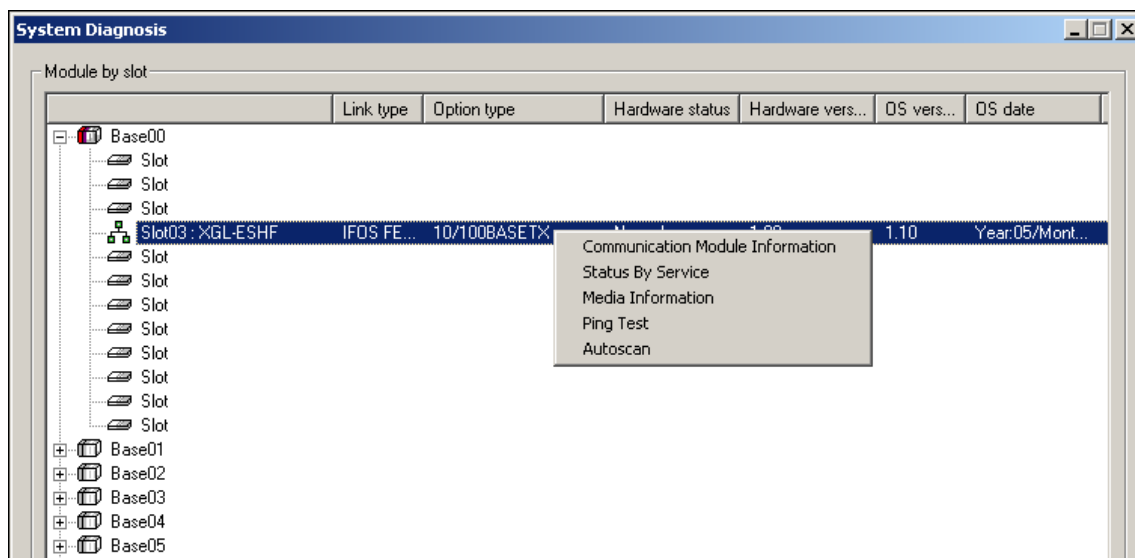 System Diagnosis
Module by slot
Link type Option type Hardware status Hardware vers... OS vers... OS date
Base00
Slot
Slot
Slot
Slot03 : XGL-ESHF IFOS FE... 10/100BASETX 1.10 Year:05/Mont...
Communication Module Information
Slot
Status By Service
Slot
Media Information
Slot
Ping Test
Slot
Autoscan
Slot
Slot
Slot
Slot
Base01
Base02
Base03
Base04
Base05